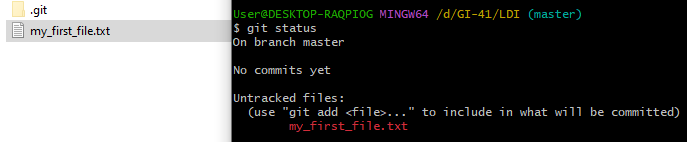 .git
my_first_file.txt
User@DESKTOP-RAQPIOG MINGW64 /d/GI-41/LDI (master)
$ git status
On branch master
No commits yet
Untracked files:
(use "git add <file>..." to include in what will be committed)
my_first_file.txt